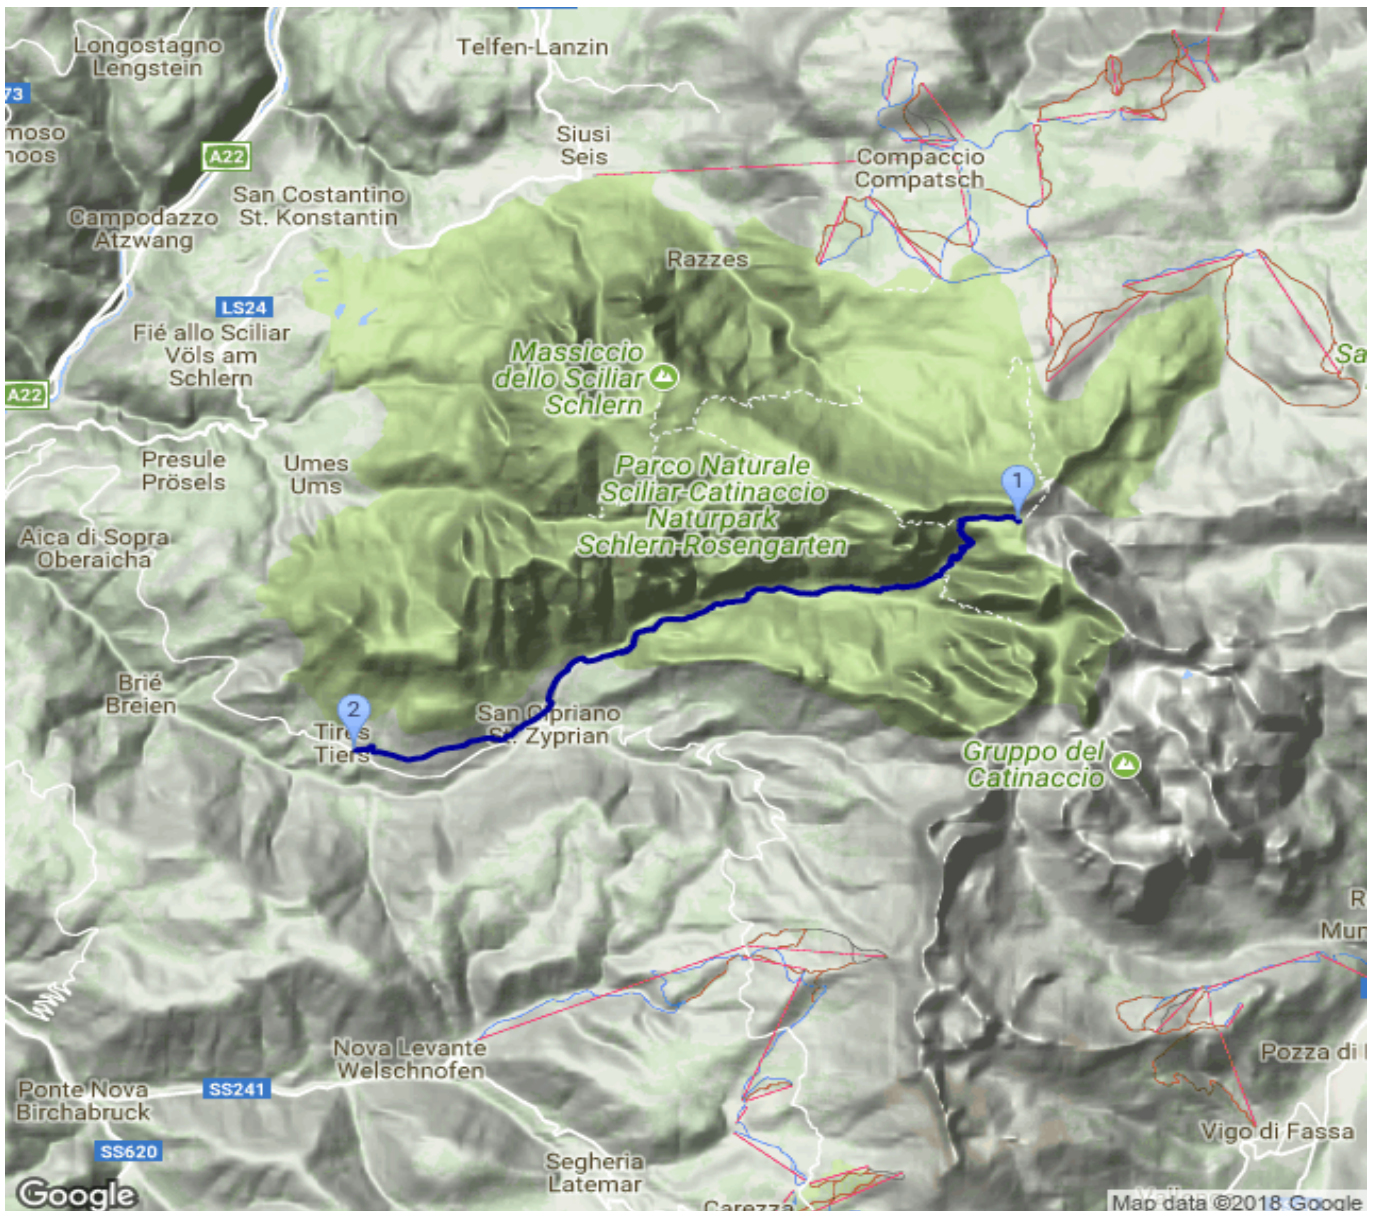 Longostagno
Lengstein
Telfen-Lanzin
73
moso
noos
A22
Siusi
Seis
Compaccio
Compatsch
San Costantino
St. Konstantin
Campodazzo
Atzwang
Razzes
LS24
Fié allo Sciliar
Völs am
Schlern
Massiccio
dello Sciliar
Schlern
Sa
A22
Presule
Prösels
Umes
Ums
Parco Naturale
Sciliar-Catinaccio
Naturpark
Schlern-Rosengarten
1
Aica di Sopra
Oberaicha
Brié
Breien
2
Tires
Tiers
San Cipriano
St. Zyprian
Gruppo del
Catinaccio
R
Mun
Nova Levante
Welschnofen
Pozza di
Ponte Nova
Birchabruck
SS241
Vigo di Fassa
SS620
Segheria
Latemar
Carezza
Google
Map data ©2018 Google